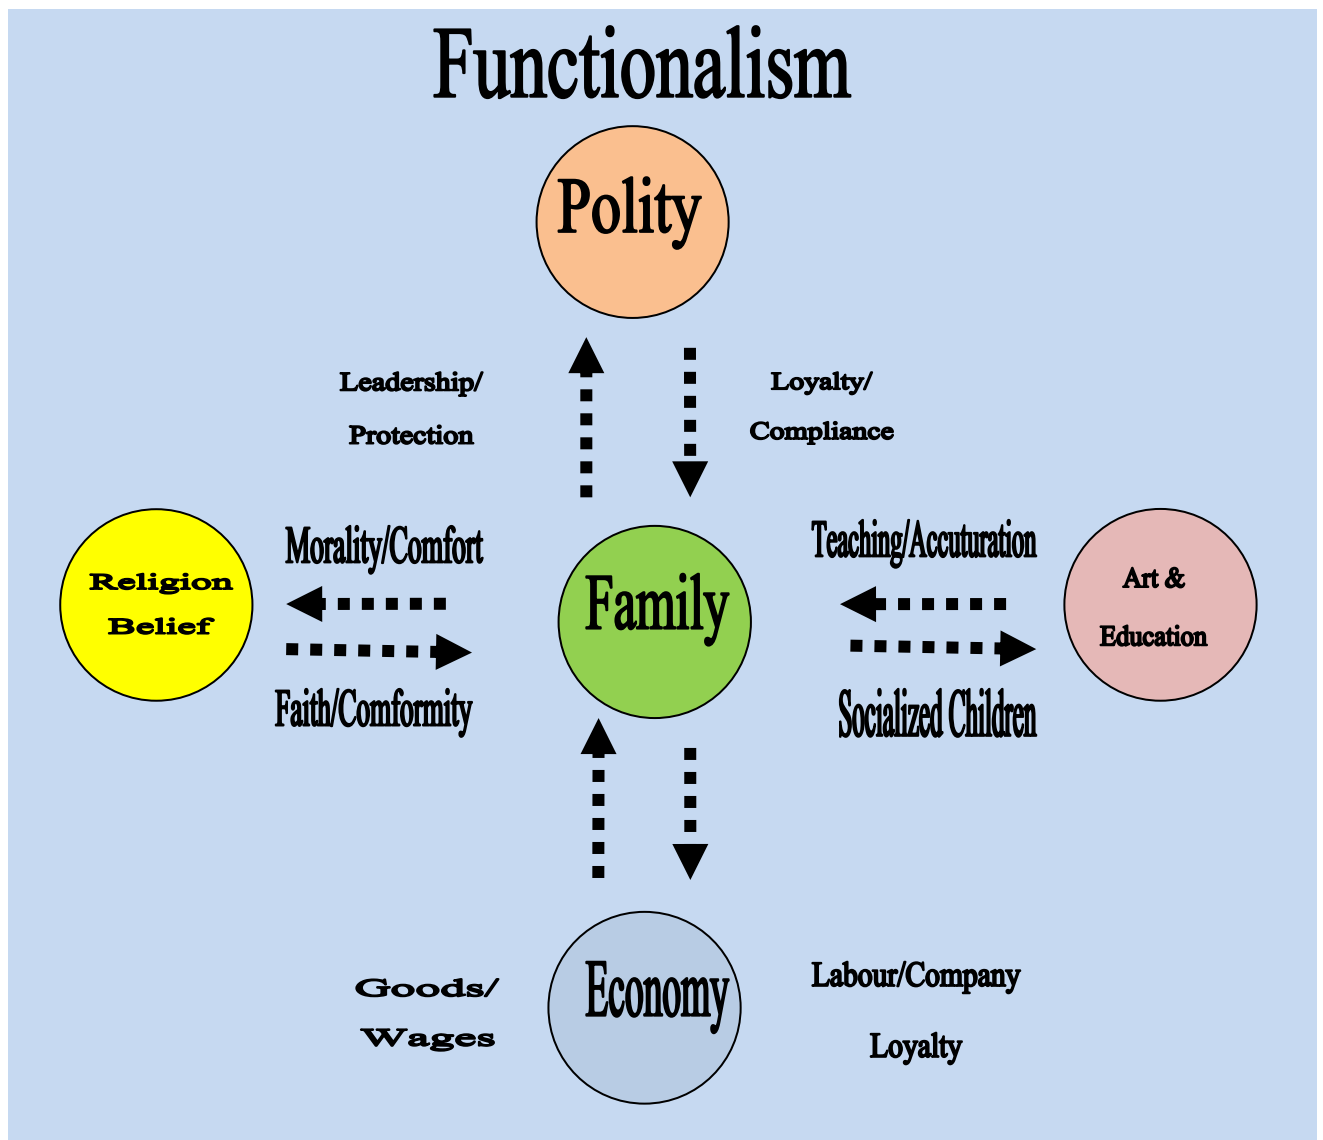 Functionalism
Polity
Leadership/
Protection
Loyalty/
Compliance
Religion
Belief
Morality/Comfort
Faith/Comformity
Family
Teaching/Accuturation
Socialized Children
Art &
Education
Goods/
Wages
Economy
Labour/Company
Loyalty